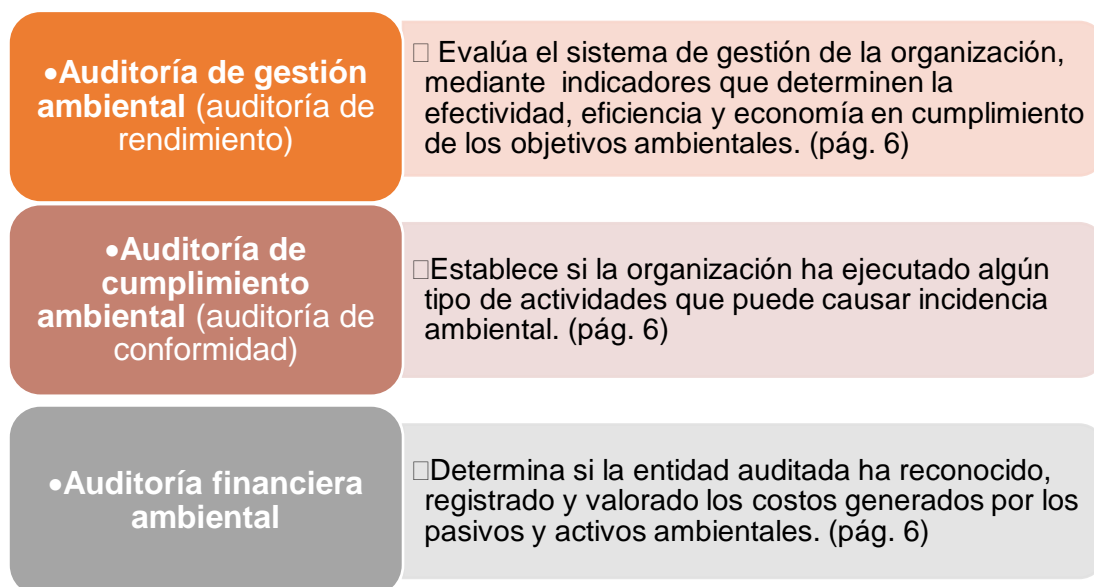 •Auditoría de gestión
ambiental (auditoría de
rendimiento)
□ Evalúa el sistema de gestión de la organización,
mediante indicadores que determinen la
efectividad, eficiencia y economía en cumplimiento
de los objetivos ambientales. (pág. 6)
•Auditoría de
cumplimiento
ambiental (auditoría de
conformidad)
□Establece si la organización ha ejecutado algún
tipo de actividades que puede causar incidencia
ambiental. (pág. 6)
•Auditoría financiera
ambiental
□Determina si la entidad auditada ha reconocido,
registrado y valorado los costos generados por los
pasivos y activos ambientales. (pág. 6)